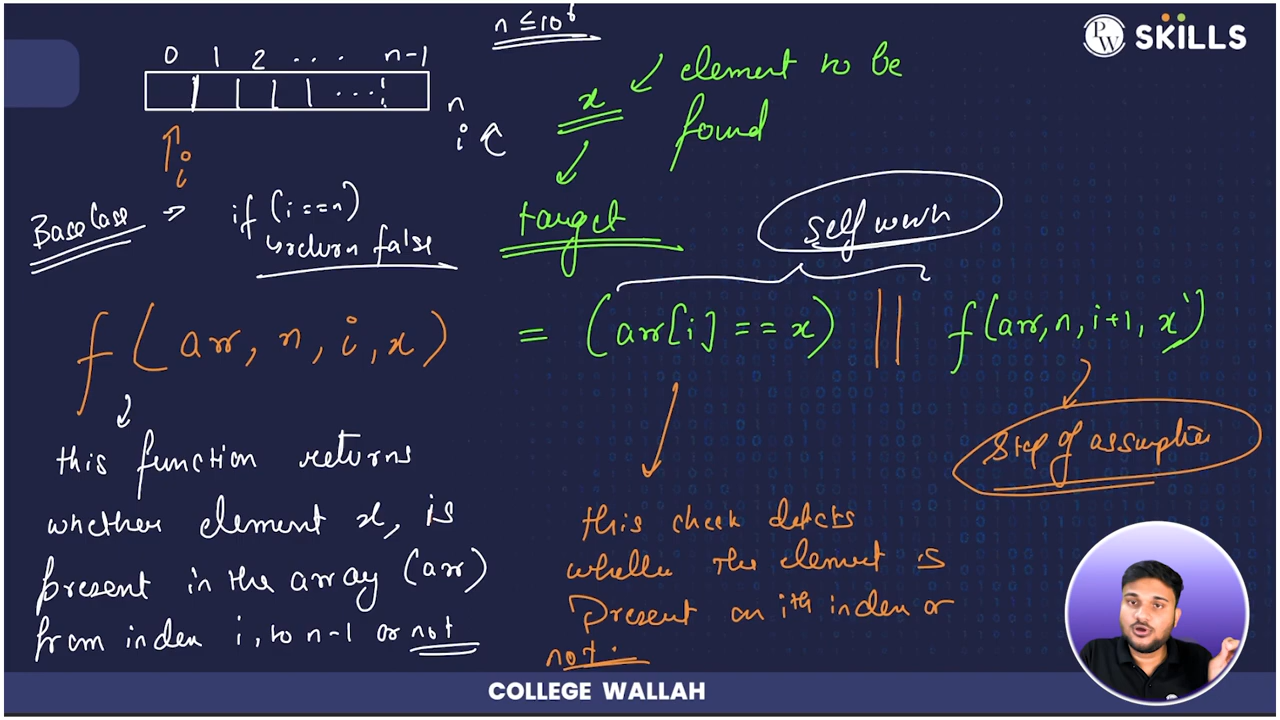 n ≤ 10⁶
PW SKILLS
0 1 2 .... n-1
n
i
i
x
element to be
found
target
Base Case → if (i==n)
return false
self work
f(arr, n, i, x) = (arr[i] == x) || f(arr, n, i+1, x)
this function returns
whether element x, is
present in the array (arr)
from index i, to n-1 or not
this check detects
whether the element is
Present on ith index or
not.
Step of assumption
COLLEGE WALLAH